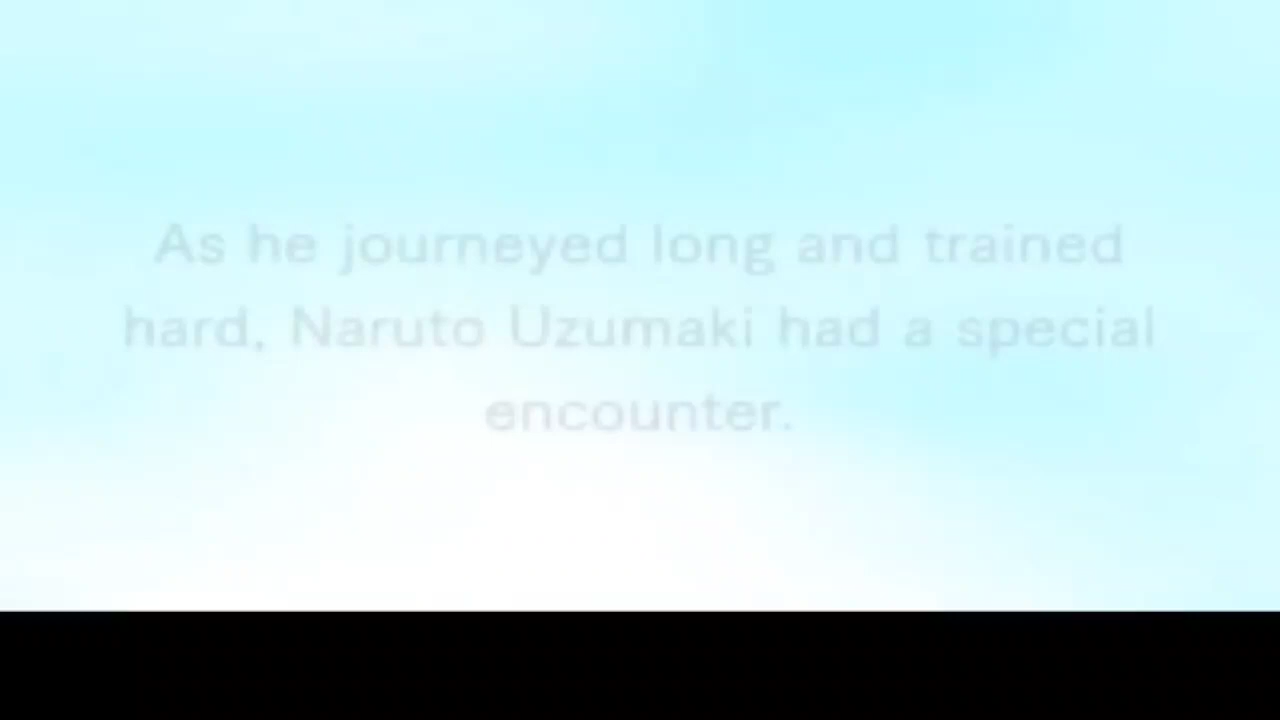 As he journeyed long and trained
hard, Naruto Uzumaki had a special
encounter.